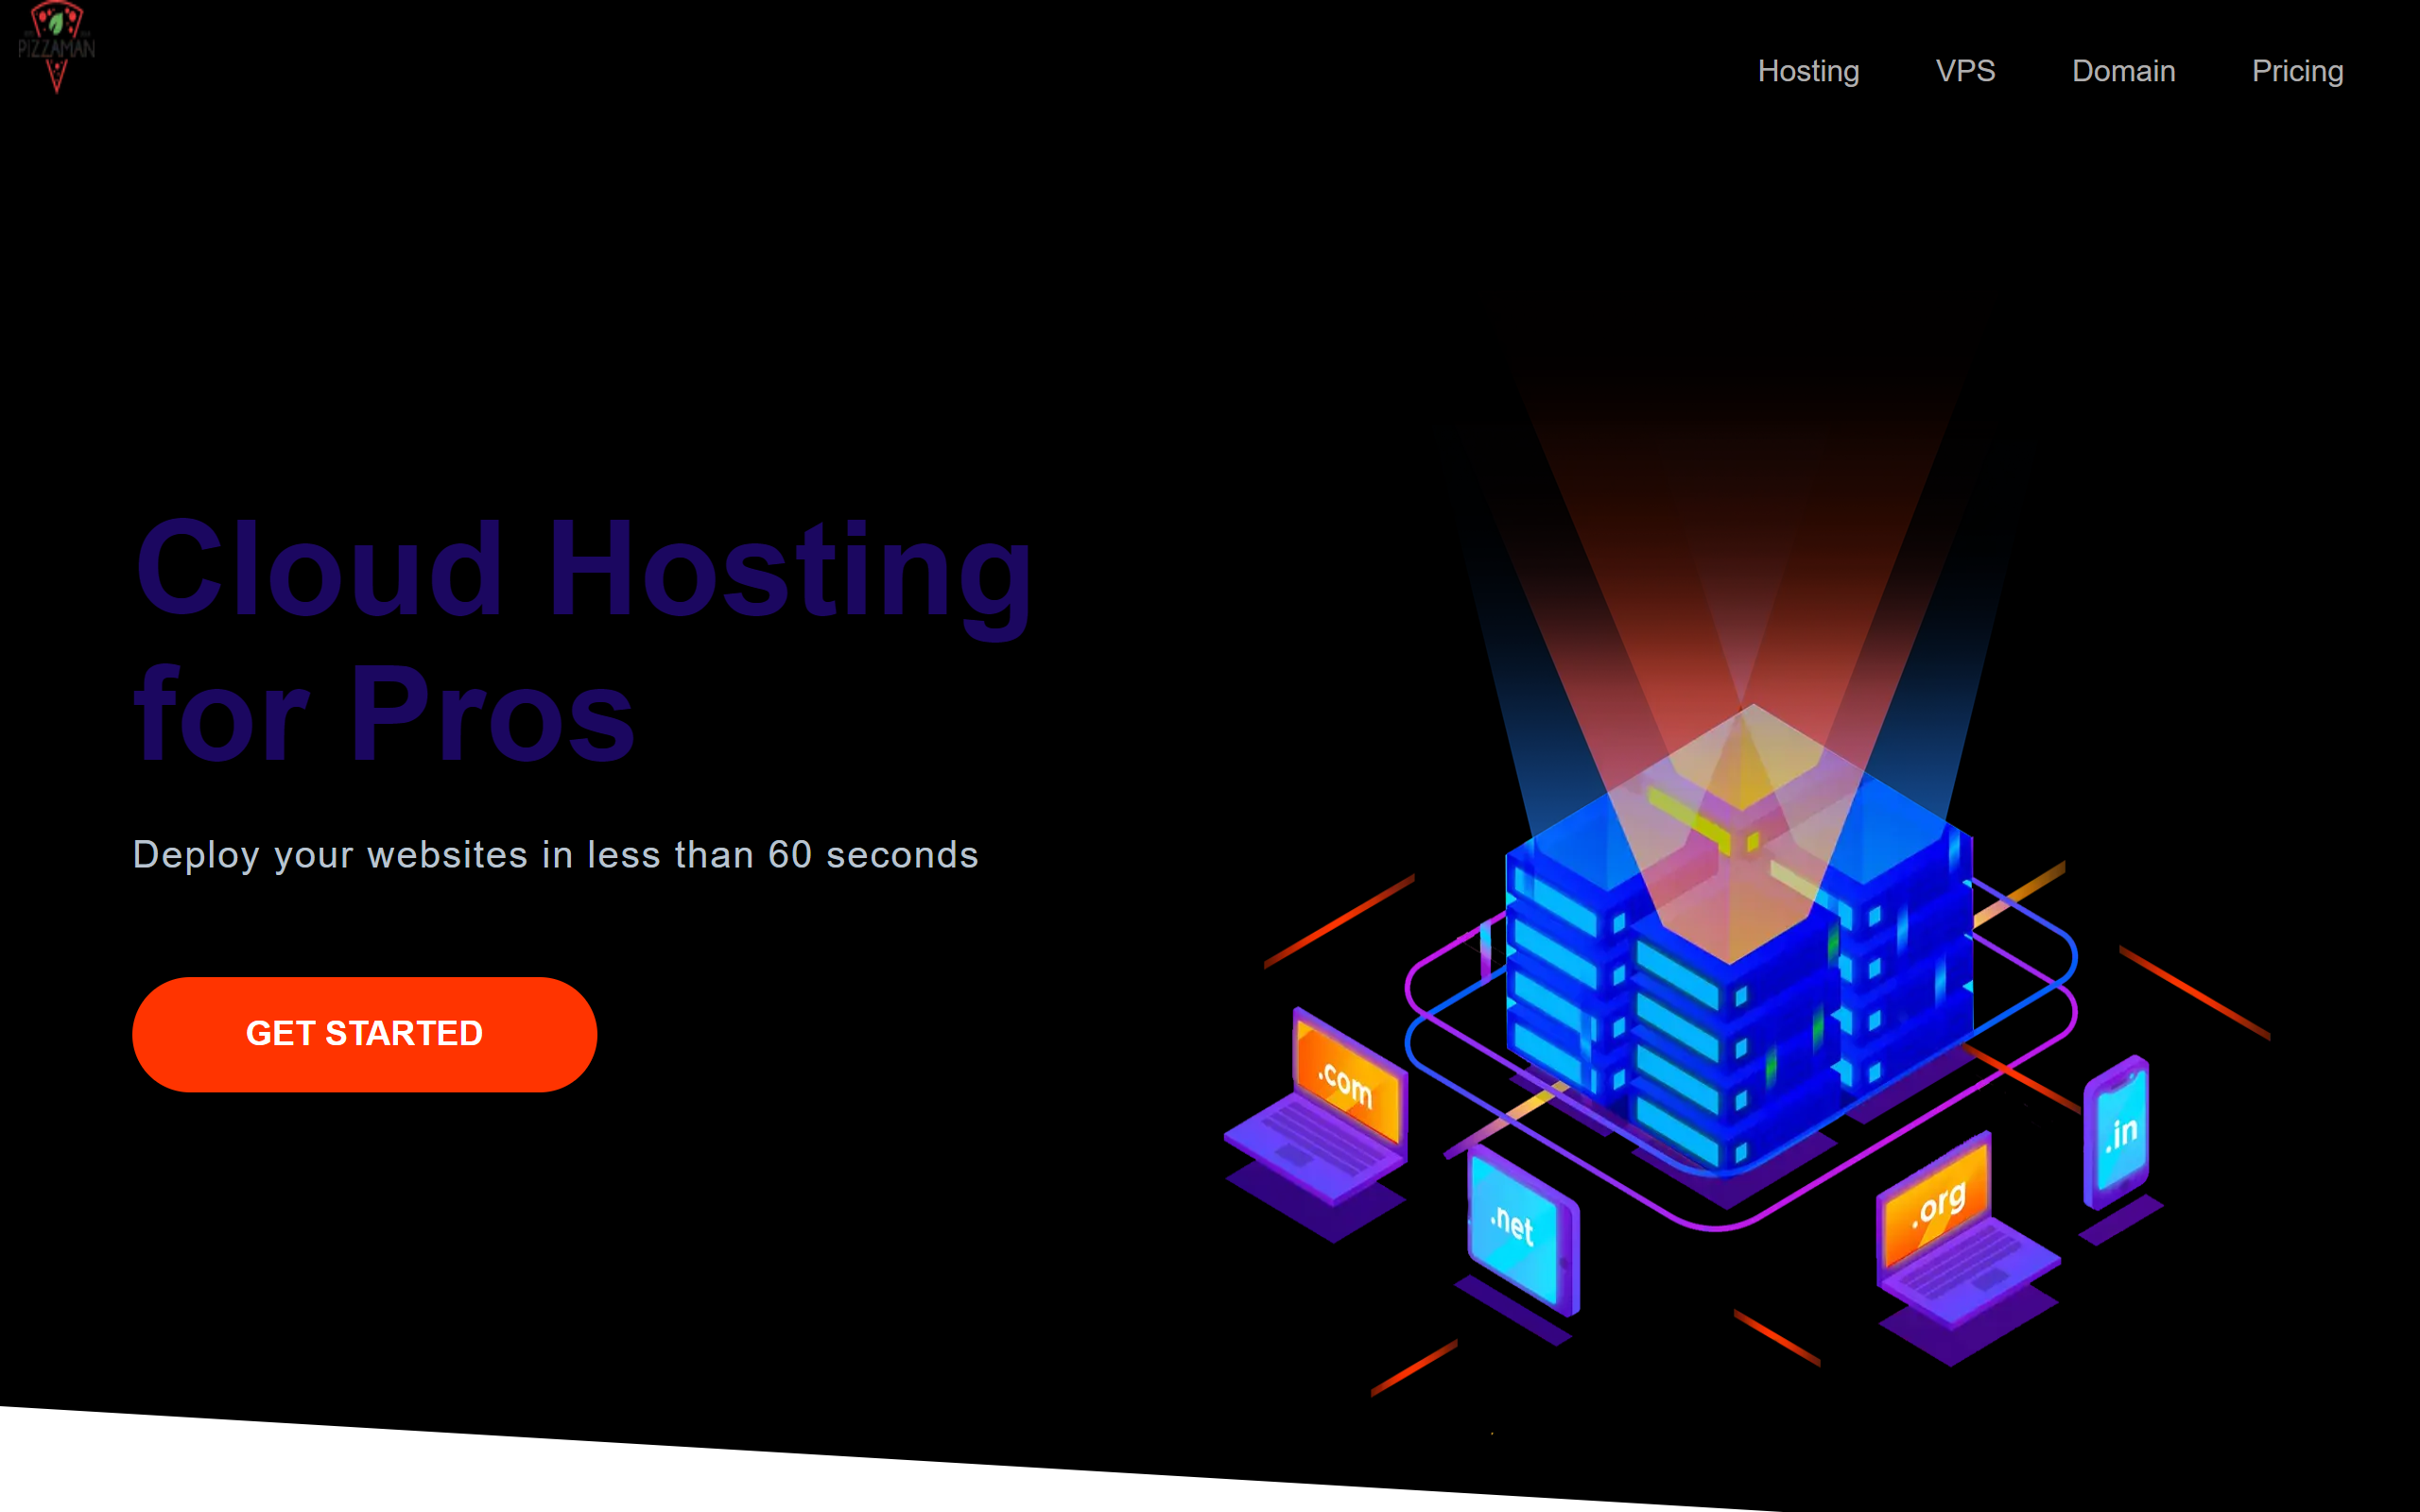 PIZZAMAN
Hosting VPS Domain Pricing
Cloud Hosting
for Pros
Deploy your websites in less than 60 seconds
GET STARTED
.com
.net
.org
.in